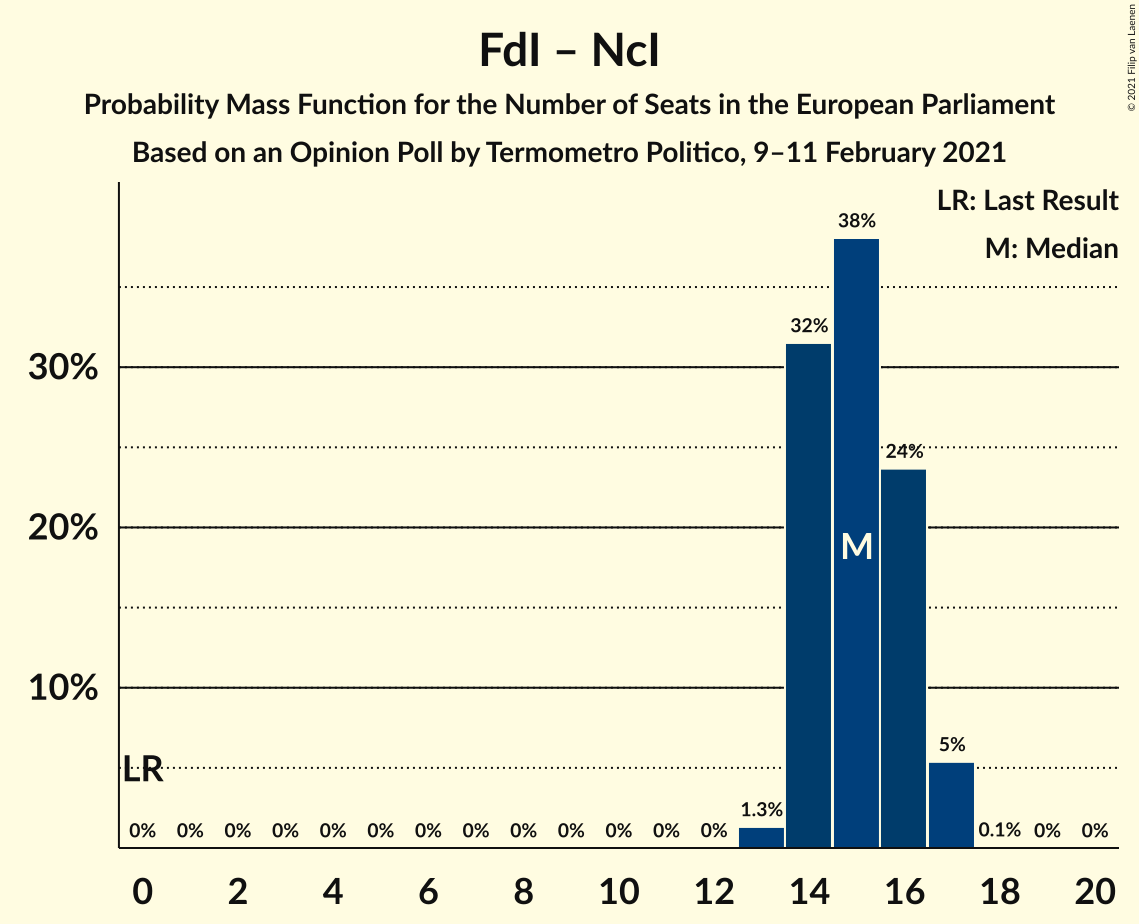 FdI – NcI
Probability Mass Function for the Number of Seats in the European Parliament
Based on an Opinion Poll by Termometro Politico, 9–11 February 2021
© 2021 Filip van Laenen
LR: Last Result
M: Median
38%
32%
30%
24%
20%
M
10%
5%
LR
1.3%
0% 0% 0% 0% 0% 0% 0% 0% 0% 0% 0% 0% 0% 0.1% 0% 0%
0 2 4 6 8 10 12 14 16 18 20